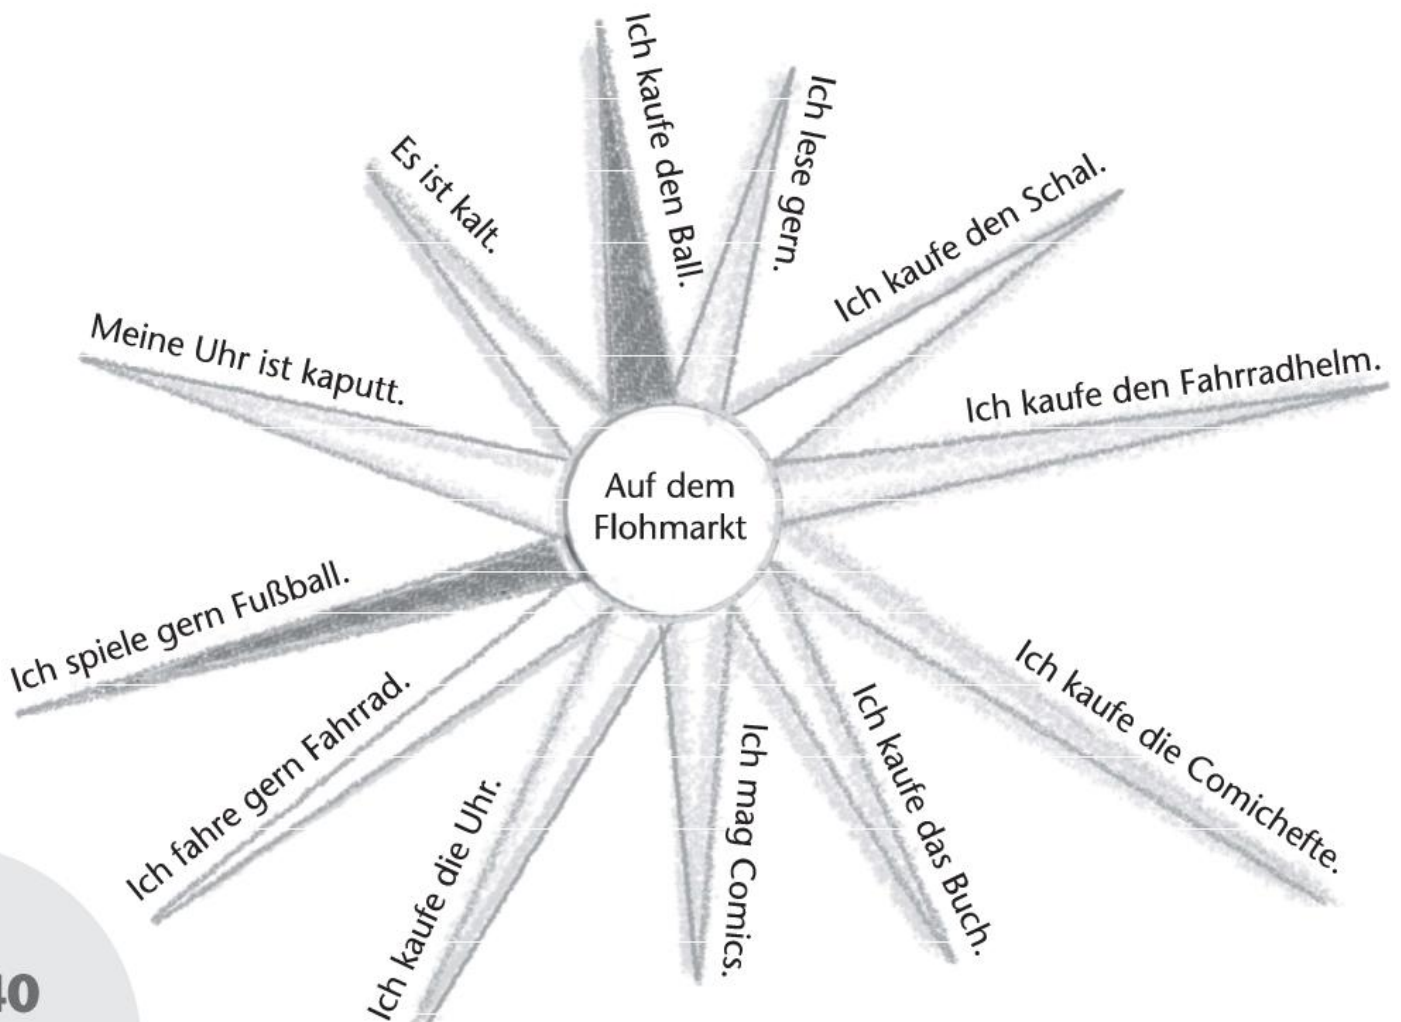 Ich kaufe den Ball.
Ich lese gern.
Ich kaufe den Schal.
Ich kaufe den Fahrradhelm.
Ich kaufe die Comichefte.
Ich kaufe das Buch.
Ich mag Comics.
Ich kaufe die Uhr.
Ich fahre gern Fahrrad.
Ich spiele gern Fußball.
Meine Uhr ist kaputt.
Es ist kalt.
Auf dem
Flohmarkt
40